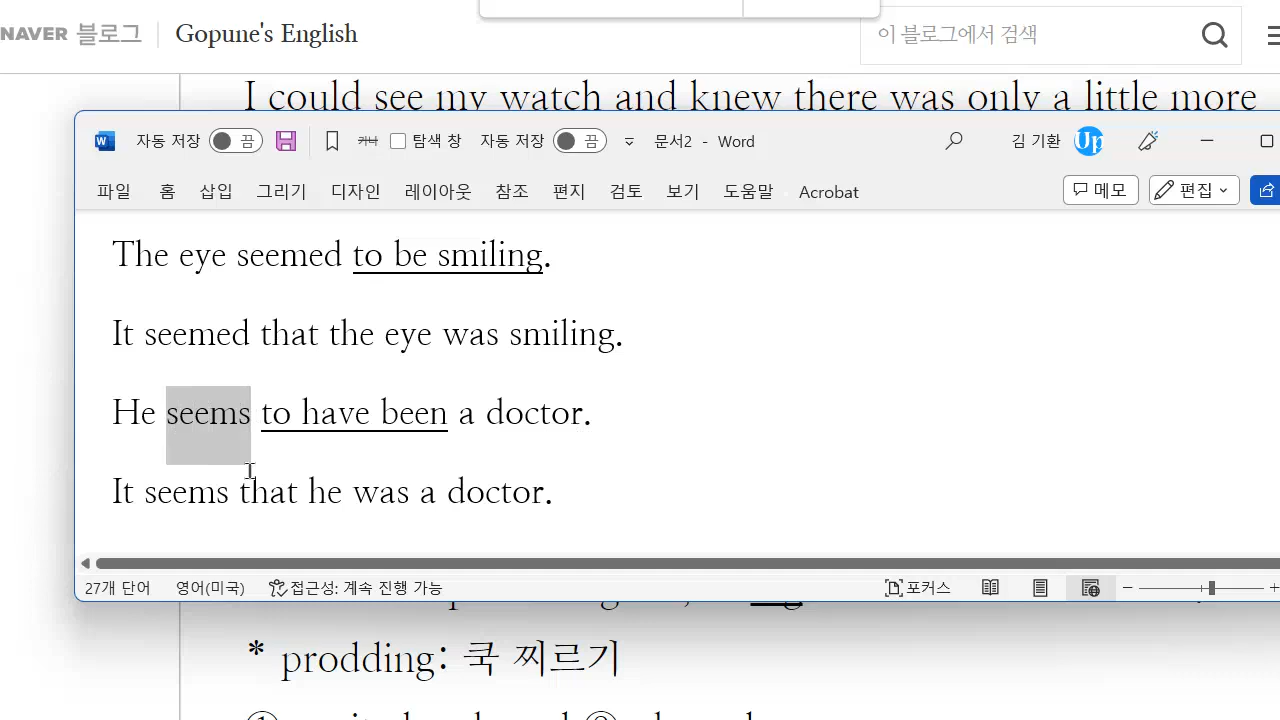 NAVER 블로그 Gopune's English 이 블로그에서 검색
I could see my watch and knew there was only a little more
자동 저장 끔 가나 탐색 창 자동 저장 끔 문서2 - Word 김 기환 Up
파일 홈 삽입 그리기 디자인 레이아웃 참조 편지 검토 보기 도움말 Acrobat 메모 편집
The eye seemed to be smiling.
It seemed that the eye was smiling.
He seems to have been a doctor.
It seems that he was a doctor.
27개 단어 영어(미국) 접근성: 계속 진행 가능 포커스
* prodding: 쿡 찌르기